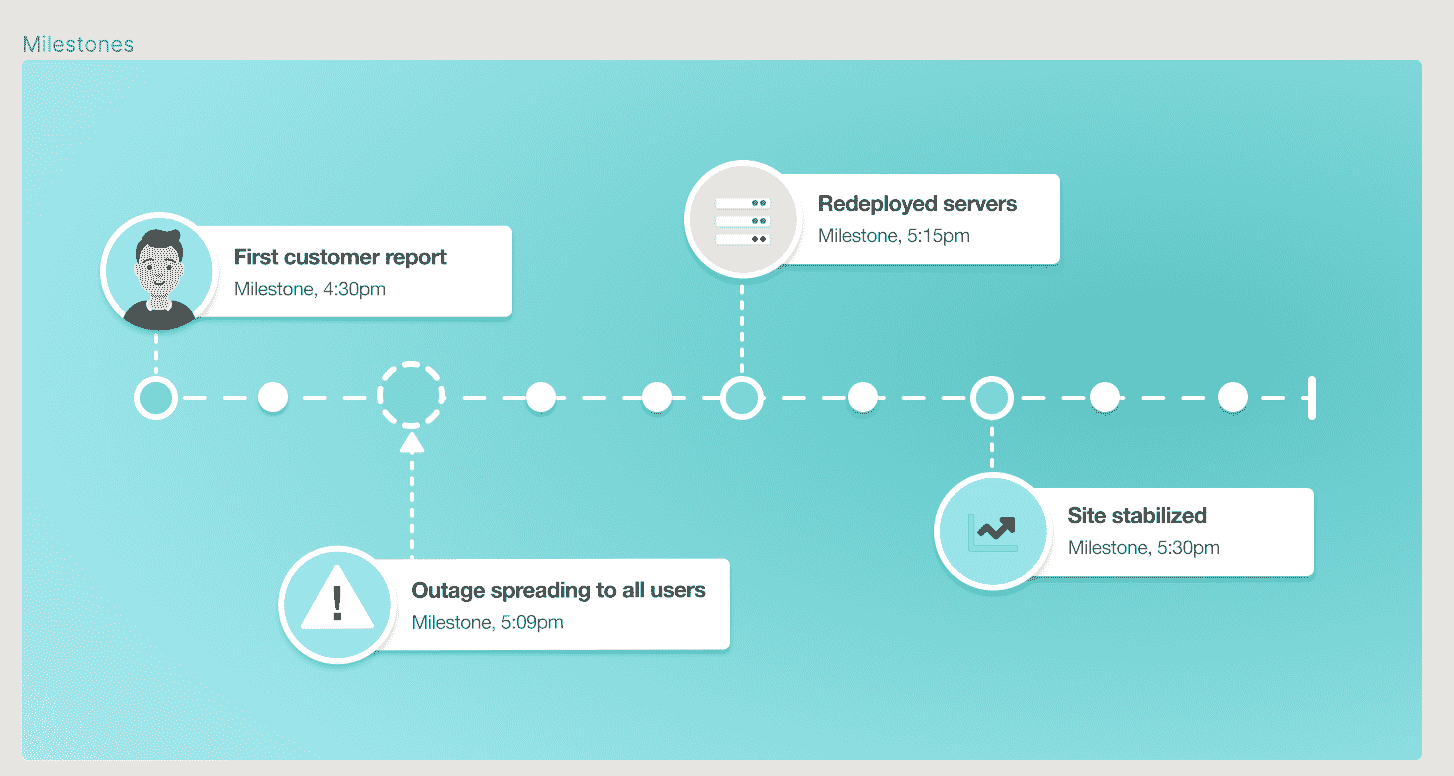 Milestones
First customer report
Milestone, 4:30pm
Redeployed servers
Milestone, 5:15pm
Outage spreading to all users
Milestone, 5:09pm
Site stabilized
Milestone, 5:30pm